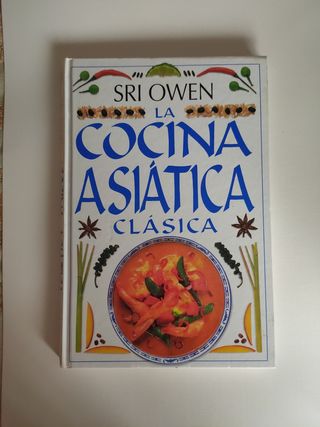 SRI OWEN
LA
COCINA
ASIÁTICA
CLÁSICA